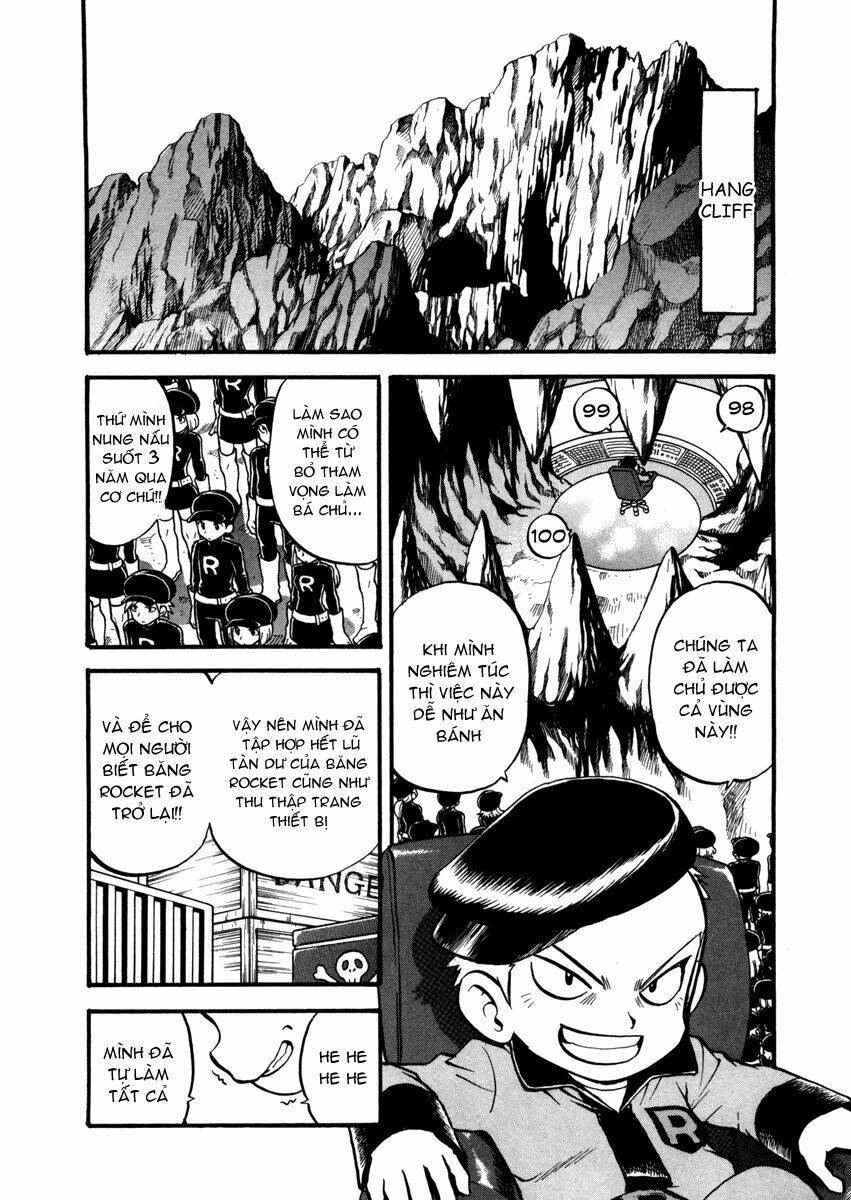 HANG
CLIFF
98
99
100
CHÚNG TA
ĐÃ LÀM
CHỦ ĐƯỢC
CẢ VÙNG
NÀY!!
KHI MÌNH
NGHIÊM TÚC
THÌ VIỆC NÀY
DỄ NHƯ ĂN
BÁNH
LÀM SAO
MÌNH CÓ
THỂ TỪ
BỎ THAM
VỌNG LÀM
BÁ CHỦ...
THỨ MÌNH
NUNG NẤU
SUỐT 3
NĂM QUA
CƠ CHỨ!!
R
R
R
R
VẬY NÊN MÌNH ĐÃ
TẬP HỢP HẾT LŨ
TÀN DƯ CỦA BĂNG
ROCKET CŨNG NHƯ
THU THẬP TRANG
THIẾT BỊ
VÀ ĐỂ CHO
MỌI NGƯỜI
BIẾT BĂNG
ROCKET ĐÃ
TRỞ LẠI!!
DANGE
HE HE
HE HE
MÌNH ĐÃ
TỰ LÀM
TẤT CẢ
R